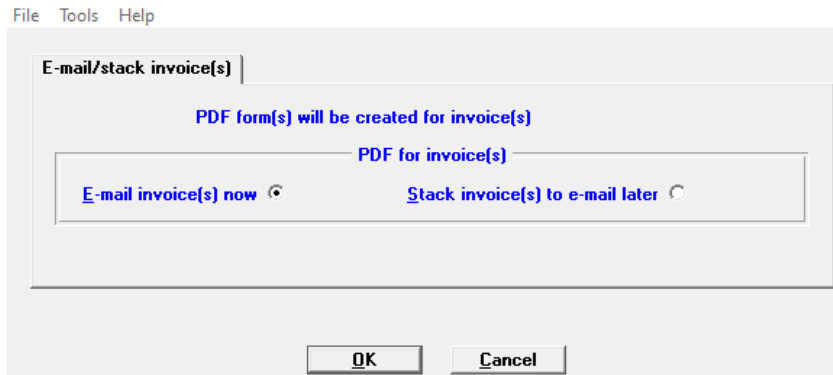 File Tools Help
E-mail/stack invoice(s)
PDF form(s) will be created for invoice(s)
PDF for invoice(s)
E-mail invoice(s) now Stack invoice(s) to e-mail later
OK Cancel